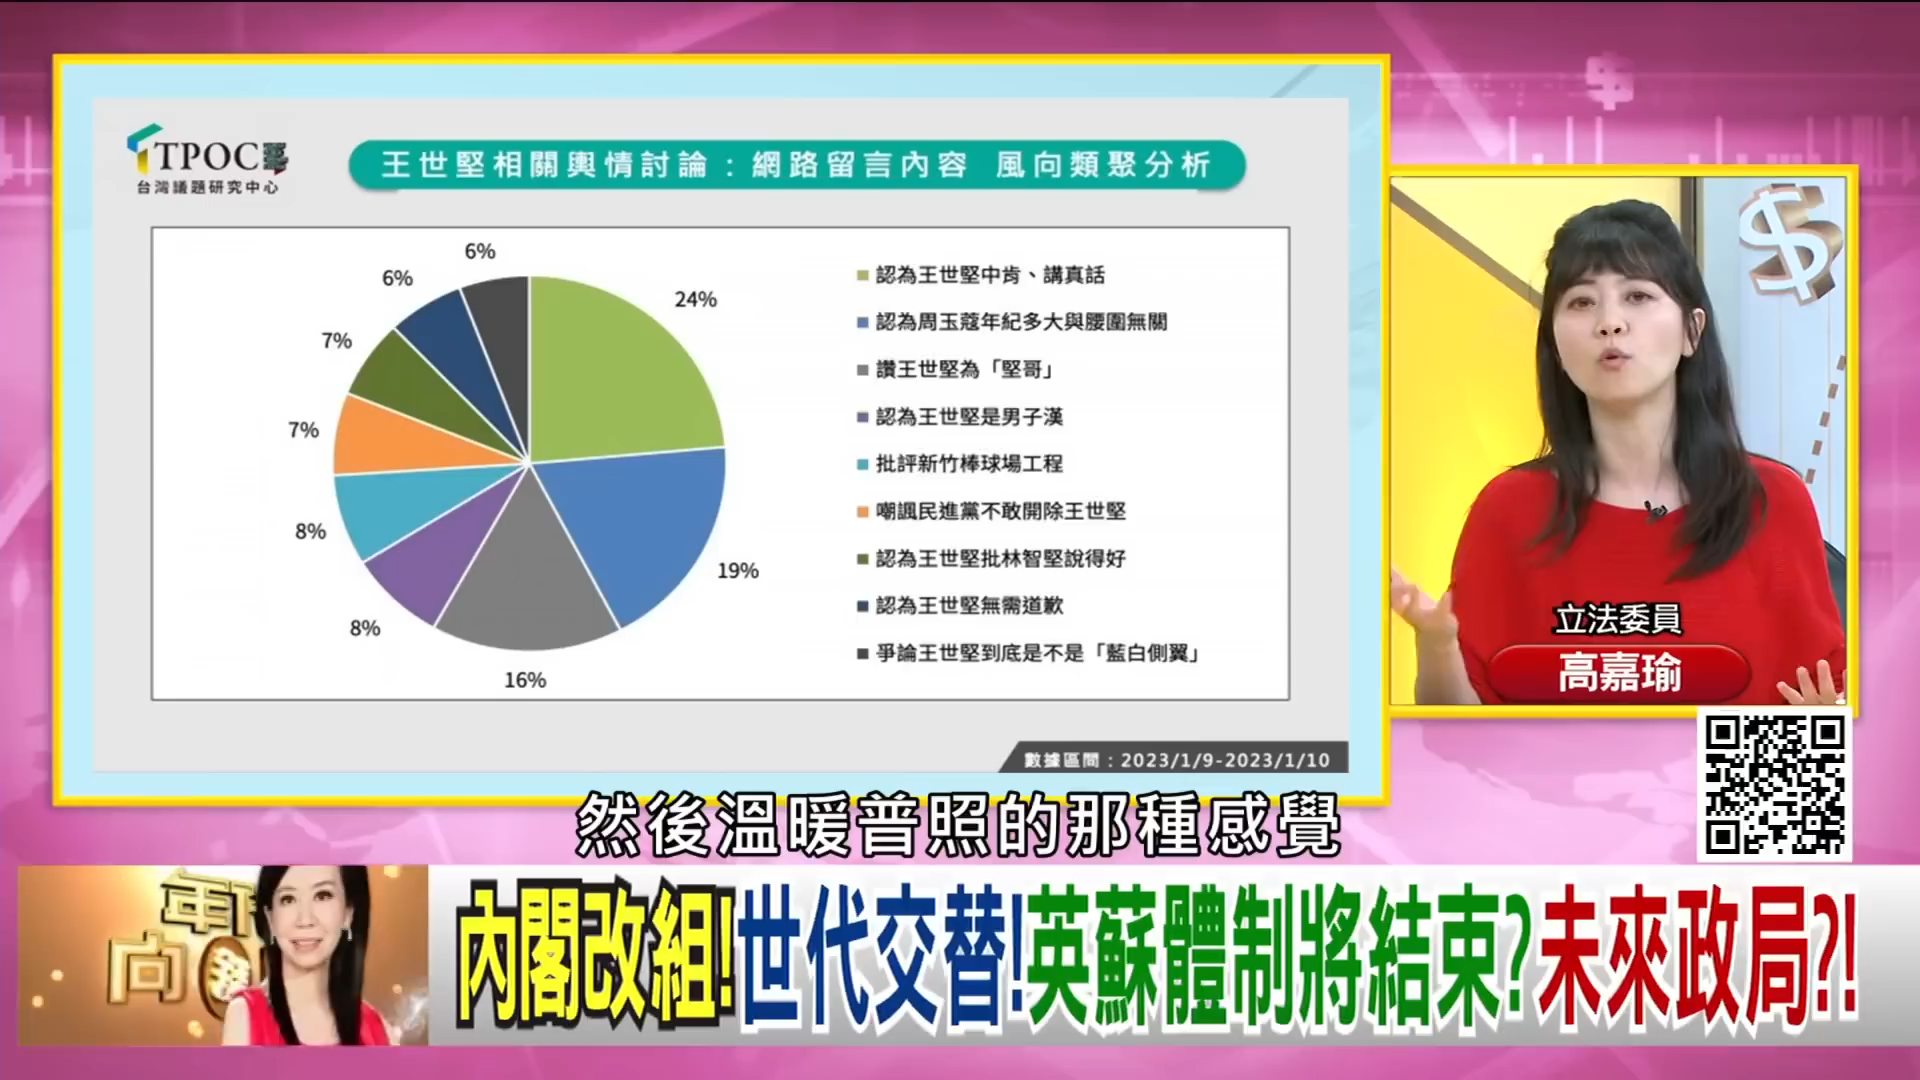 TPOC
台灣議題研究中心
王世堅相關輿情討論：網路留言內容 風向類聚分析
6%
6%
24%
7%
7%
8%
8%
16%
19%
認為王世堅中肯、講真話
認為周玉蔻年紀多大與腰圍無關
讚王世堅為「堅哥」
認為王世堅是男子漢
批評新竹棒球場工程
嘲諷民進黨不敢開除王世堅
認為王世堅批林智堅說得好
認為王世堅無需道歉
爭論王世堅到底是不是「藍白側翼」
數據區間：2023/1/9-2023/1/10
$
立法委員
高嘉瑜
然後溫暖普照的那種感覺
向
內閣改組!世代交替!英蘇體制將結束?未來政局?!